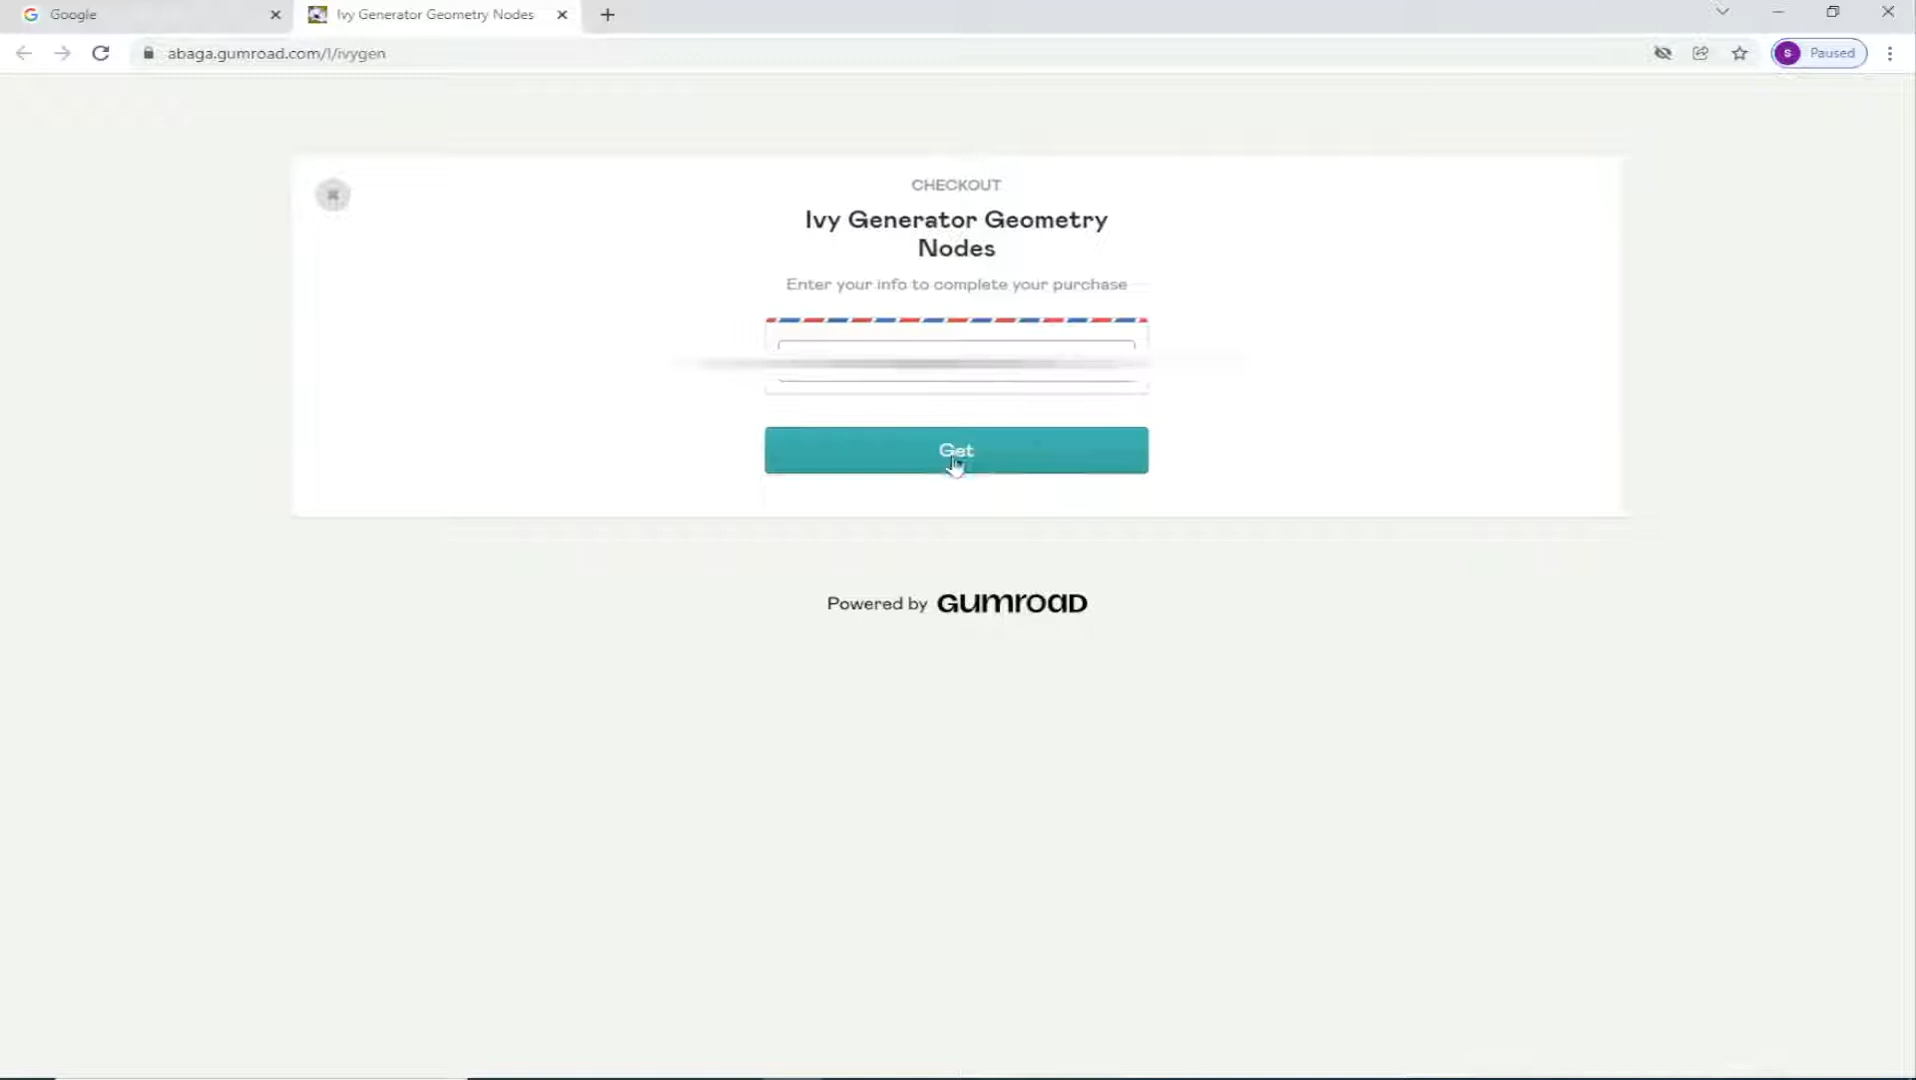 Google
Ivy Generator Geometry Nodes
abaga.gumroad.com/l/ivygen
s
Paused
CHECKOUT
Ivy Generator Geometry
Nodes
Enter your info to complete your purchase
Get
Powered by GUMROAD